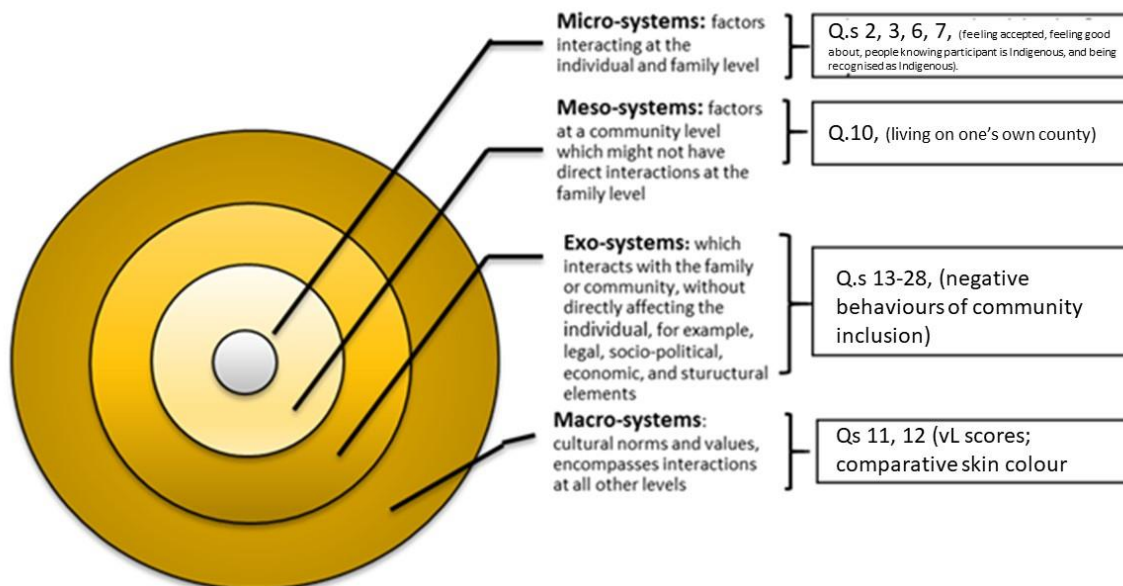 Micro-systems: factors
interacting at the
individual and family level
Q.s 2, 3, 6, 7, (feeling accepted, feeling good
about, people knowing participant is Indigenous, and being
recognised as Indigenous).
Meso-systems: factors
at a community level
which might not have
direct interactions at the
family level
Q.10, (living on one's own county)
Exo-systems: which
interacts with the family
or community, without
directly affecting the
individual, for example,
legal, socio-political,
economic, and stuructural
elements
Q.s 13-28, (negative
behaviours of community
inclusion)
Macro-systems:
cultural norms and values,
encompasses interactions
at all other levels
Qs 11, 12 (vL scores;
comparative skin colour